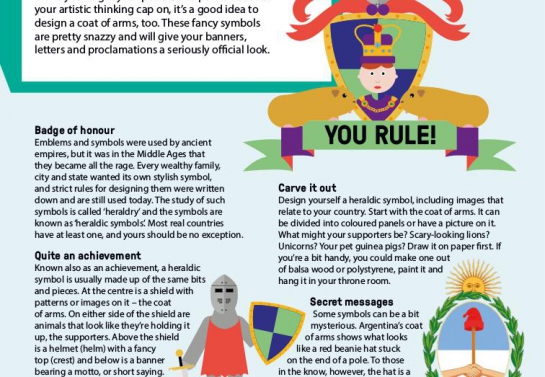 your artistic thinking cap on, it's a good idea to
design a coat of arms, too. These fancy symbols
are pretty snazzy and will give your banners,
letters and proclamations a seriously official look.
YOU RULE!
Badge of honour
Emblems and symbols were used by ancient
empires, but it was in the Middle Ages that
they became all the rage. Every wealthy family,
city and state wanted its own stylish symbol,
and strict rules for designing them were written
down and are still used today. The study of such
symbols is called 'heraldry' and the symbols are
known as 'heraldic symbols'. Most real countries
have at least one, and yours should be no exception.
Quite an achievement
Known also as an achievement, a heraldic
symbol is usually made up of the same bits
and pieces. At the centre is a shield with
patterns or images on it – the coat
of arms. On either side of the shield are
animals that look like they're holding it
up, the supporters. Above the shield
is a helmet (helm) with a fancy
top (crest) and below is a banner
bearing a motto, or short saying.
Carve it out
Design yourself a heraldic symbol, including images that
relate to your country. Start with the coat of arms. It can
be divided into coloured panels or have a picture on it.
What might your supporters be? Scary-looking lions?
Unicorns? Your pet guinea pigs? Draw it on paper first. If
you're a bit handy, you could make one out
of balsa wood or polystyrene, paint it and
hang it in your throne room.
Secret messages
Some symbols can be a bit
mysterious. Argentina's coat
of arms shows what looks
like a red beanie hat stuck
on the end of a pole. To those
in the know, however, the hat is a